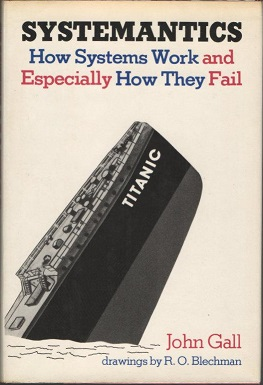 SYSTEMANTICS
How Systems Work and
Especially How They Fail
TITANIC
John Gall
drawings by R. O. Blechman